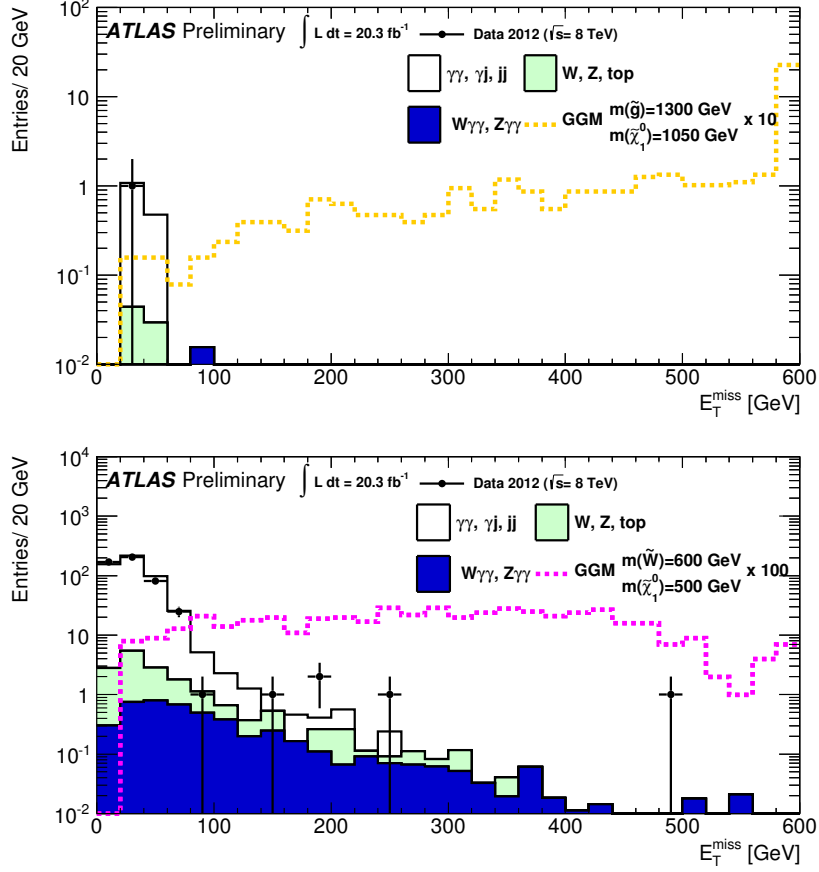 ATLAS Preliminary ∫ L dt = 20.3 fb⁻¹ Data 2012 (√s= 8 TeV)
γγ, γj, jj W, Z, top
Wγγ, Zγγ GGM m(g̃)=1300 GeV x 10
m(χ̃₁⁰)=1050 GeV
Entries/ 20 GeV
10²
10
1
10⁻¹
10⁻²
0 100 200 300 400 500 600
E_T^miss [GeV]
ATLAS Preliminary ∫ L dt = 20.3 fb⁻¹ Data 2012 (√s= 8 TeV)
γγ, γj, jj W, Z, top
Wγγ, Zγγ GGM m(W̃)=600 GeV x 100
m(χ̃₁⁰)=500 GeV
Entries/ 20 GeV
10⁴
10³
10²
10
1
10⁻¹
10⁻²
0 100 200 300 400 500 600
E_T^miss [GeV]